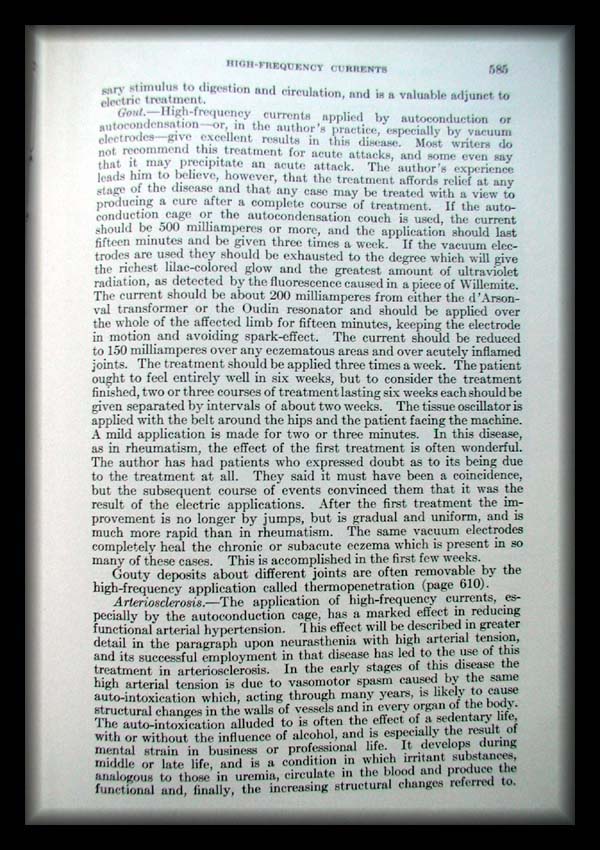 HIGH-FREQUENCY CURRENTS 585
sary stimulus to digestion and circulation, and is a valuable adjunct to
electric treatment.
Gout.—High-frequency currents applied by autoconduction or
autocondensation—or, in the author's practice, especially by vacuum
electrodes—give excellent results in this disease. Most writers do
not recommend this treatment for acute attacks, and some even say
that it may precipitate an acute attack. The author's experience
leads him to believe, however, that the treatment affords relief at any
stage of the disease and that any case may be treated with a view to
producing a cure after a complete course of treatment. If the auto-
conduction cage or the autocondensation couch is used, the current
should be 500 milliamperes or more, and the application should last
fifteen minutes and be given three times a week. If the vacuum elec-
trodes are used they should be exhausted to the degree which will give
the richest lilac-colored glow and the greatest amount of ultraviolet
radiation, as detected by the fluorescence caused in a piece of Willemite.
The current should be about 200 milliamperes from either the d'Arson-
val transformer or the Oudin resonator and should be applied over
the whole of the affected limb for fifteen minutes, keeping the electrode
in motion and avoiding spark-effect. The current should be reduced
to 150 milliamperes over any eczematous areas and over acutely inflamed
joints. The treatment should be applied three times a week. The patient
ought to feel entirely well in six weeks, but to consider the treatment
finished, two or three courses of treatment lasting six weeks each should be
given separated by intervals of about two weeks. The tissue oscillator is
applied with the belt around the hips and the patient facing the machine.
A mild application is made for two or three minutes. In this disease,
as in rheumatism, the effect of the first treatment is often wonderful.
The author has had patients who expressed doubt as to its being due
to the treatment at all. They said it must have been a coincidence,
but the subsequent course of events convinced them that it was the
result of the electric applications. After the first treatment the im-
provement is no longer by jumps, but is gradual and uniform, and is
much more rapid than in rheumatism. The same vacuum electrodes
completely heal the chronic or subacute eczema which is present in so
many of these cases. This is accomplished in the first few weeks.
Gouty deposits about different joints are often removable by the
high-frequency application called thermopenetration (page 610).
Arteriosclerosis.—The application of high-frequency currents, es-
pecially by the autoconduction cage, has a marked effect in reducing
functional arterial hypertension. This effect will be described in greater
detail in the paragraph upon neurasthenia with high arterial tension,
and its successful employment in that disease has led to the use of this
treatment in arteriosclerosis. In the early stages of this disease the
high arterial tension is due to vasomotor spasm caused by the same
auto-intoxication which, acting through many years, is likely to cause
structural changes in the walls of vessels and in every organ of the body.
The auto-intoxication alluded to is often the effect of a sedentary life,
with or without the influence of alcohol, and is especially the result of
mental strain in business or professional life. It develops during
middle or late life, and is a condition in which irritant substances,
analogous to those in uremia, circulate in the blood and produce the
functional and, finally, the increasing structural changes referred to.